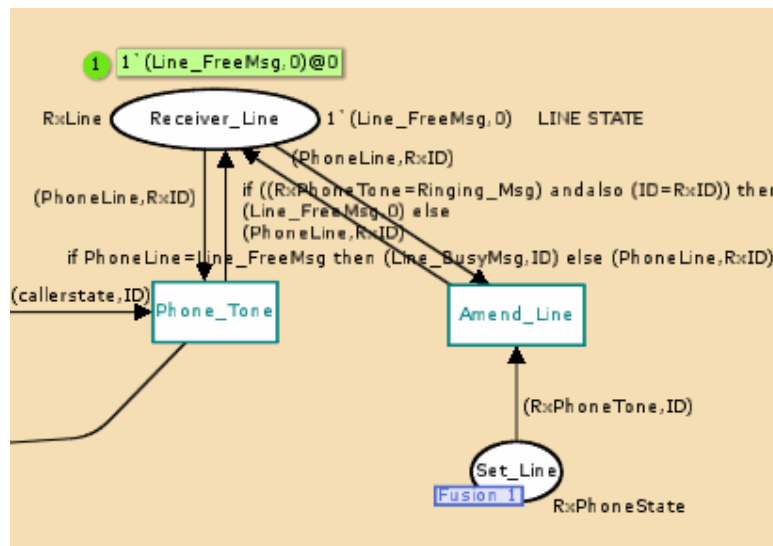 1 1`(Line_FreeMsg,0)@0
RxLine Receiver_Line 1`(Line_FreeMsg,0) LINE STATE
(PhoneLine,RxID)
(PhoneLine,RxID)
if ((RxPhoneTone=Ringing_Msg) andalso (ID=RxID)) then
(Line_FreeMsg,0) else
(PhoneLine,RxID)
if PhoneLine=Line_FreeMsg then (Line_BusyMsg,ID) else (PhoneLine,RxID)
(callerstate,ID)
Phone_Tone Amend_Line
(RxPhoneTone,ID)
Set_Line
Fusion 1
RxPhoneState